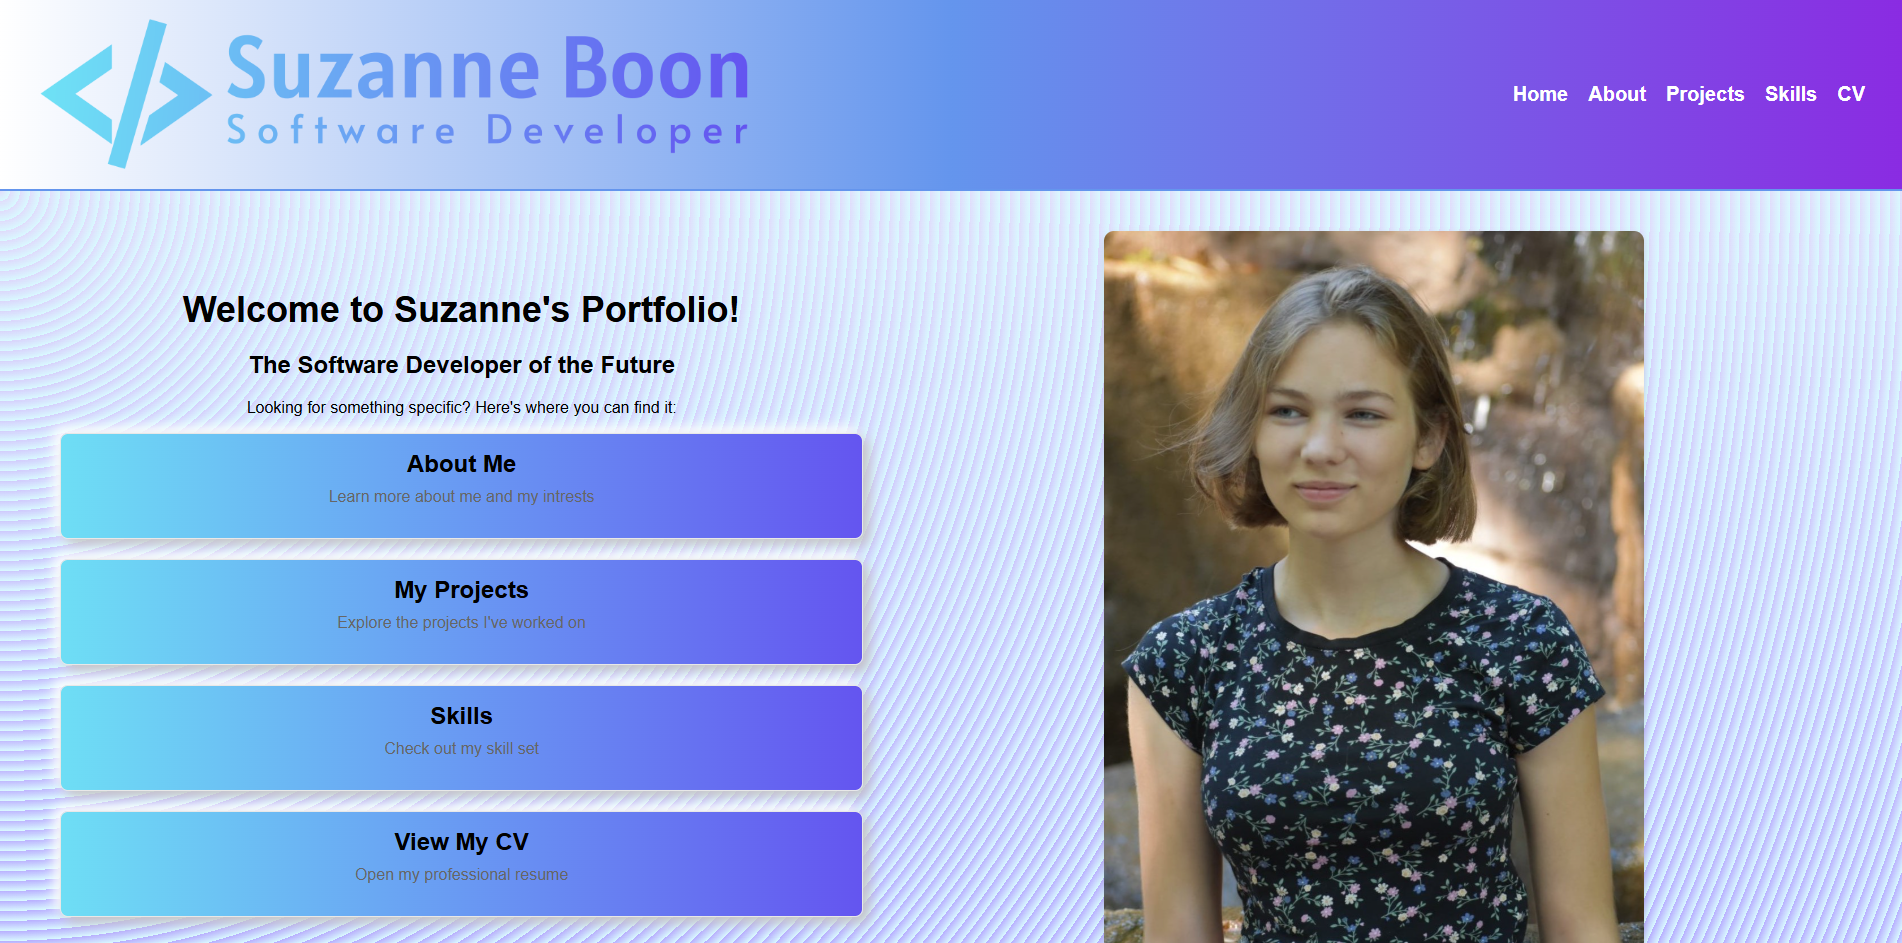 Suzanne Boon
Software Developer
Home About Projects Skills CV
Welcome to Suzanne's Portfolio!
The Software Developer of the Future
Looking for something specific? Here's where you can find it:
About Me
Learn more about me and my intrests
My Projects
Explore the projects I've worked on
Skills
Check out my skill set
View My CV
Open my professional resume